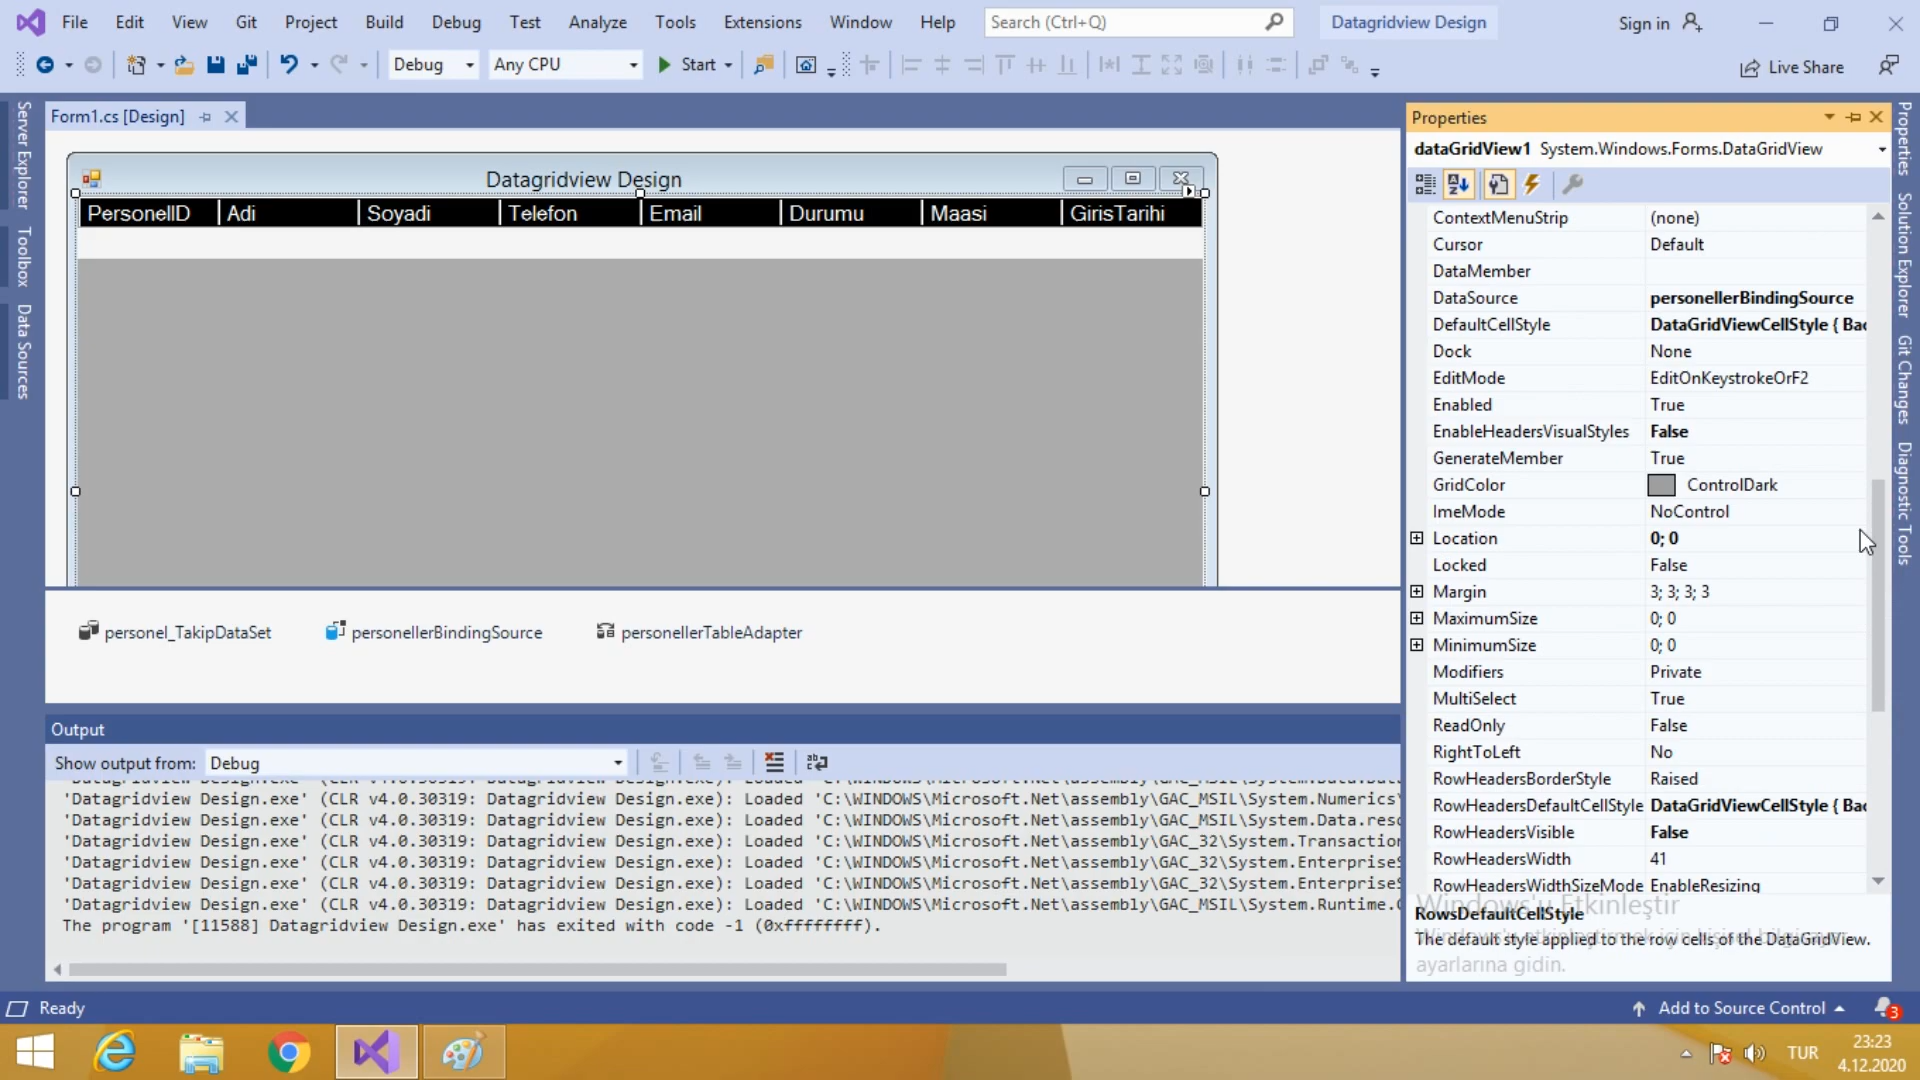 File Edit View Git Project Build Debug Test Analyze Tools Extensions Window Help Search (Ctrl+Q) Datagridview Design Sign in
Debug Any CPU Start Live Share
Server Explorer
Toolbox
Data Sources
Form1.cs [Design]
Datagridview Design
PersonelID Adi Soyadi Telefon Email Durumu Maasi GirisTarihi
personel_TakipDataSet personellerBindingSource personellerTableAdapter
Output
Show output from: Debug
'Datagridview Design.exe' (CLR v4.0.30319: Datagridview Design.exe): Loaded 'C:\WINDOWS\Microsoft.Net\assembly\GAC_MSIL\System.Numerics\
'Datagridview Design.exe' (CLR v4.0.30319: Datagridview Design.exe): Loaded 'C:\WINDOWS\Microsoft.Net\assembly\GAC_MSIL\System.Data.reso
'Datagridview Design.exe' (CLR v4.0.30319: Datagridview Design.exe): Loaded 'C:\WINDOWS\Microsoft.Net\assembly\GAC_32\System.Transaction
'Datagridview Design.exe' (CLR v4.0.30319: Datagridview Design.exe): Loaded 'C:\WINDOWS\Microsoft.Net\assembly\GAC_32\System.EnterpriseS
'Datagridview Design.exe' (CLR v4.0.30319: Datagridview Design.exe): Loaded 'C:\WINDOWS\Microsoft.Net\assembly\GAC_32\System.EnterpriseS
'Datagridview Design.exe' (CLR v4.0.30319: Datagridview Design.exe): Loaded 'C:\WINDOWS\Microsoft.Net\assembly\GAC_MSIL\System.Runtime.
The program '[11588] Datagridview Design.exe' has exited with code -1 (0xffffffff).
Properties
dataGridView1 System.Windows.Forms.DataGridView
ContextMenuStrip (none)
Cursor Default
DataMember
DataSource personellerBindingSource
DefaultCellStyle DataGridViewCellStyle { Bac
Dock None
EditMode EditOnKeystrokeOrF2
Enabled True
EnableHeadersVisualStyles False
GenerateMember True
GridColor ControlDark
ImeMode NoControl
Location 0; 0
Locked False
Margin 3; 3; 3; 3
MaximumSize 0; 0
MinimumSize 0; 0
Modifiers Private
MultiSelect True
ReadOnly False
RightToLeft No
RowHeadersBorderStyle Raised
RowHeadersDefaultCellStyle DataGridViewCellStyle { Bac
RowHeadersVisible False
RowHeadersWidth 41
RowHeadersWidthSizeMode EnableResizing
Windows'u Etkinleştir
RowsDefaultCellStyle
The default style applied to the row cells of the DataGridView.
ayarlarına gidin.
Properties
Solution Explorer
Git Changes
Diagnostic Tools
Ready Add to Source Control 3
TUR 23:23
4.12.2020